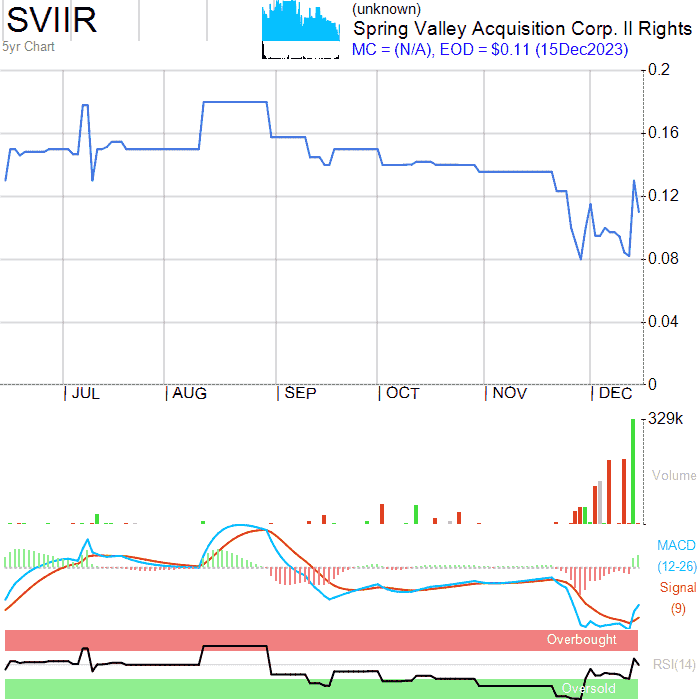 SVIIR
5yr Chart
(unknown)
Spring Valley Acquisition Corp. II Rights
MC = (N/A), EOD = $0.11 (15Dec2023)
0.2
0.16
0.12
0.08
0.04
0
JUL AUG SEP OCT NOV DEC
329k
Volume
MACD
(12-26)
Signal
(9)
Overbought
RSI(14)
Oversold